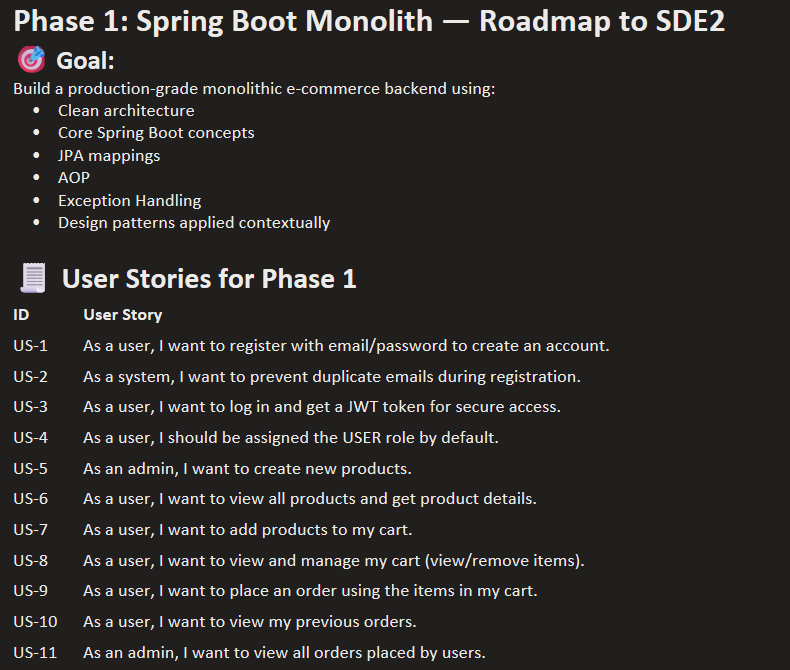 Phase 1: Spring Boot Monolith — Roadmap to SDE2
Goal:
Build a production-grade monolithic e-commerce backend using:
• Clean architecture
• Core Spring Boot concepts
• JPA mappings
• AOP
• Exception Handling
• Design patterns applied contextually
User Stories for Phase 1
ID User Story
US-1 As a user, I want to register with email/password to create an account.
US-2 As a system, I want to prevent duplicate emails during registration.
US-3 As a user, I want to log in and get a JWT token for secure access.
US-4 As a user, I should be assigned the USER role by default.
US-5 As an admin, I want to create new products.
US-6 As a user, I want to view all products and get product details.
US-7 As a user, I want to add products to my cart.
US-8 As a user, I want to view and manage my cart (view/remove items).
US-9 As a user, I want to place an order using the items in my cart.
US-10 As a user, I want to view my previous orders.
US-11 As an admin, I want to view all orders placed by users.